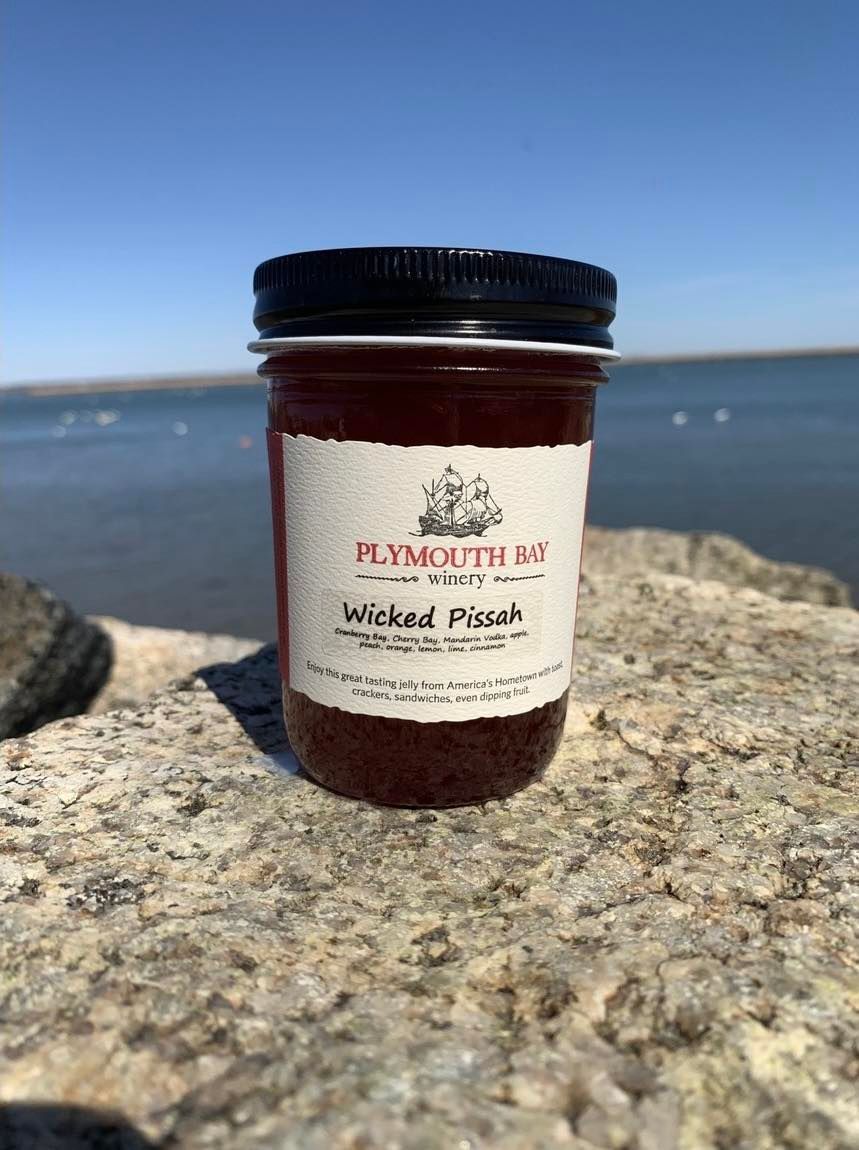 PLYMOUTH BAY
winery
Wicked Pissah
Cranberry Bay, Cherry Bay, Mandarin Vodka, apple,
peach, orange, lemon, lime, cinnamon
Enjoy this great tasting jelly from America's Hometown with toast,
crackers, sandwiches, even dipping fruit.